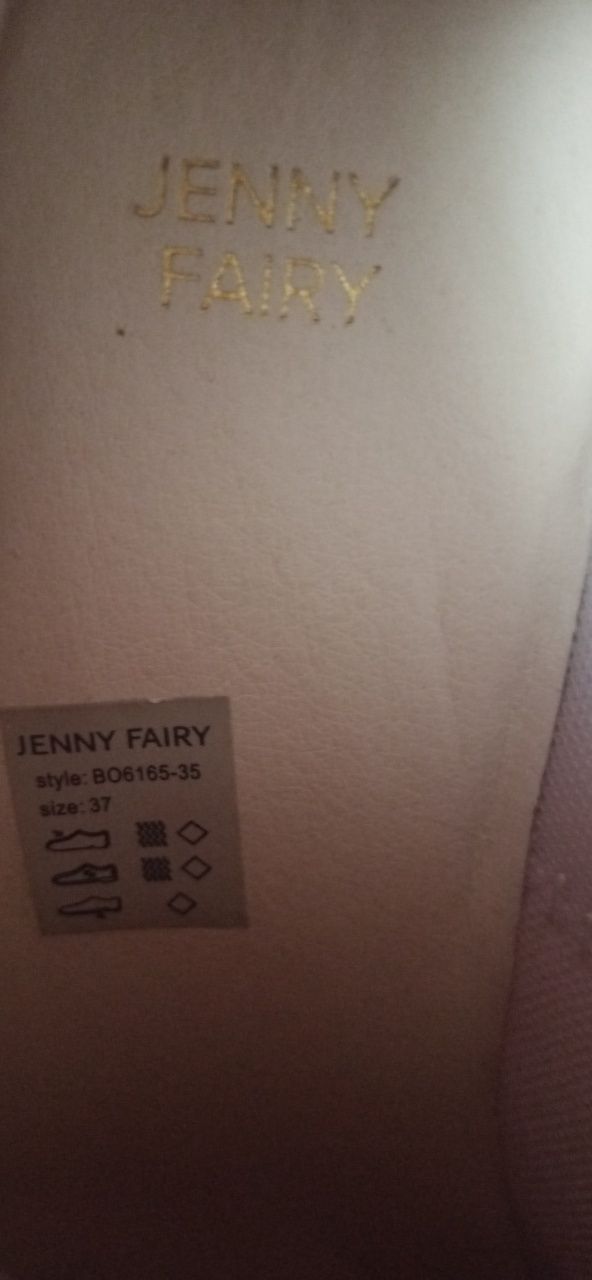 JENNY
FAIRY
JENNY FAIRY
style: BO6165-35
size: 37